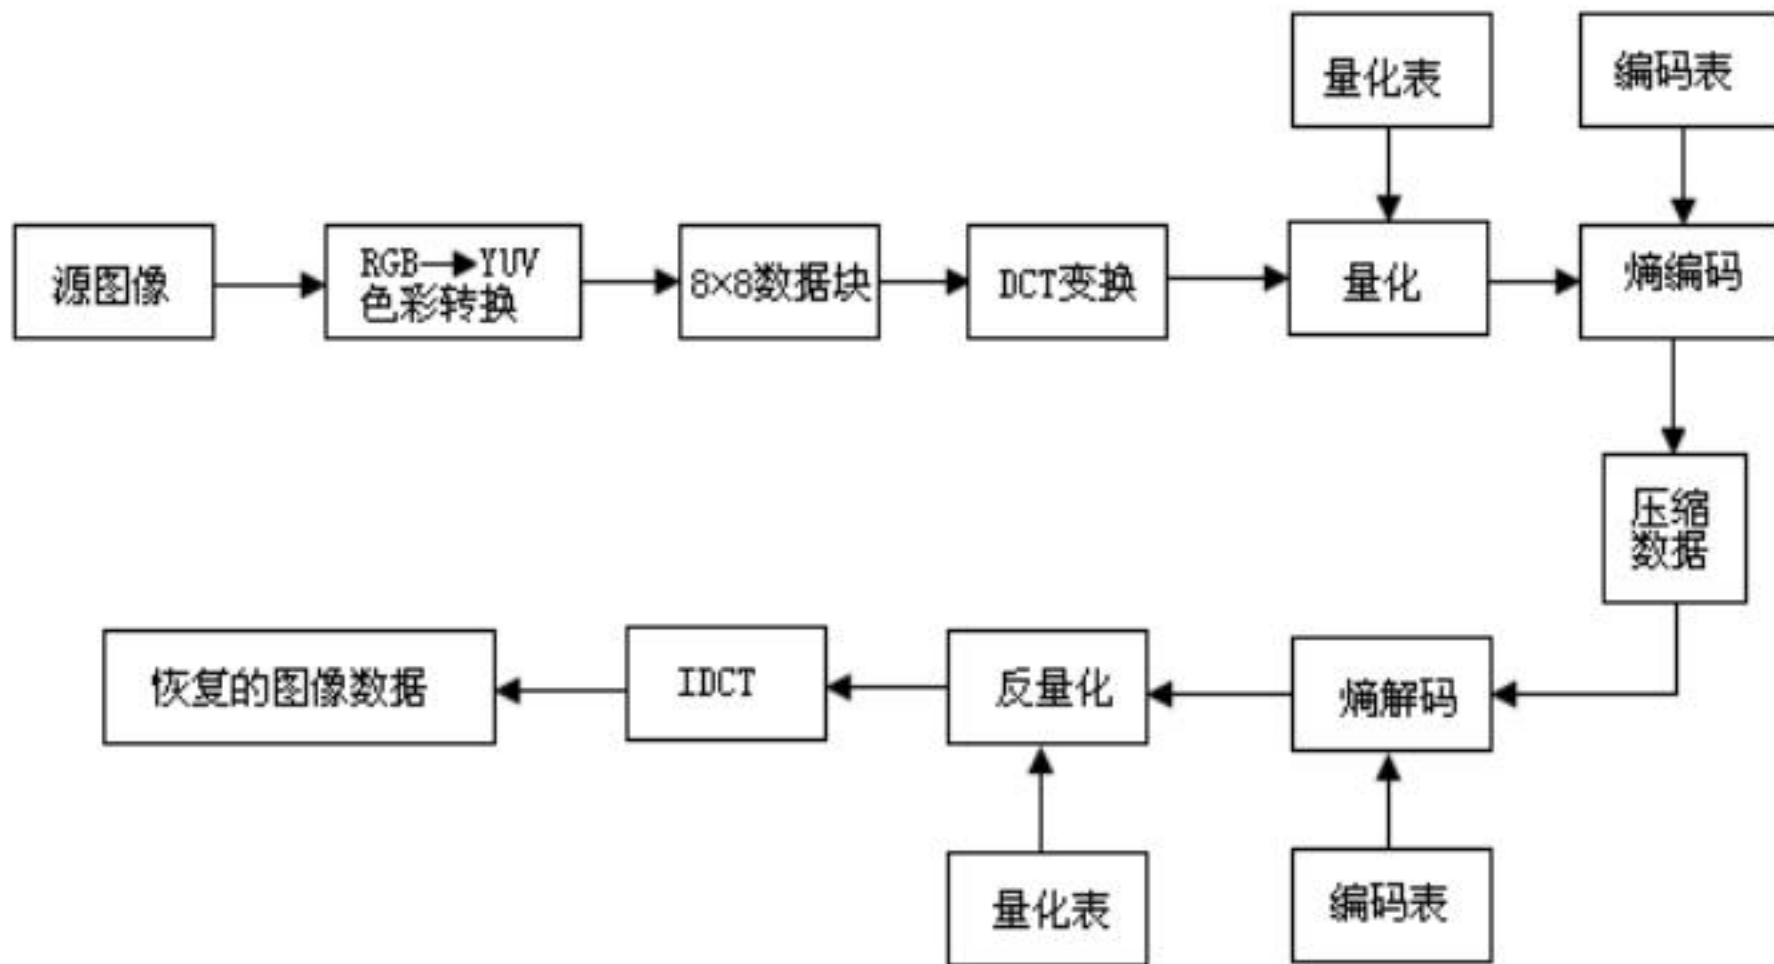 量化表
编码表
源图像
RGB→YUV
色彩转换
8×8数据块
DCT变换
量化
熵编码
压缩
数据
恢复的图像数据
IDCT
反量化
熵解码
量化表
编码表